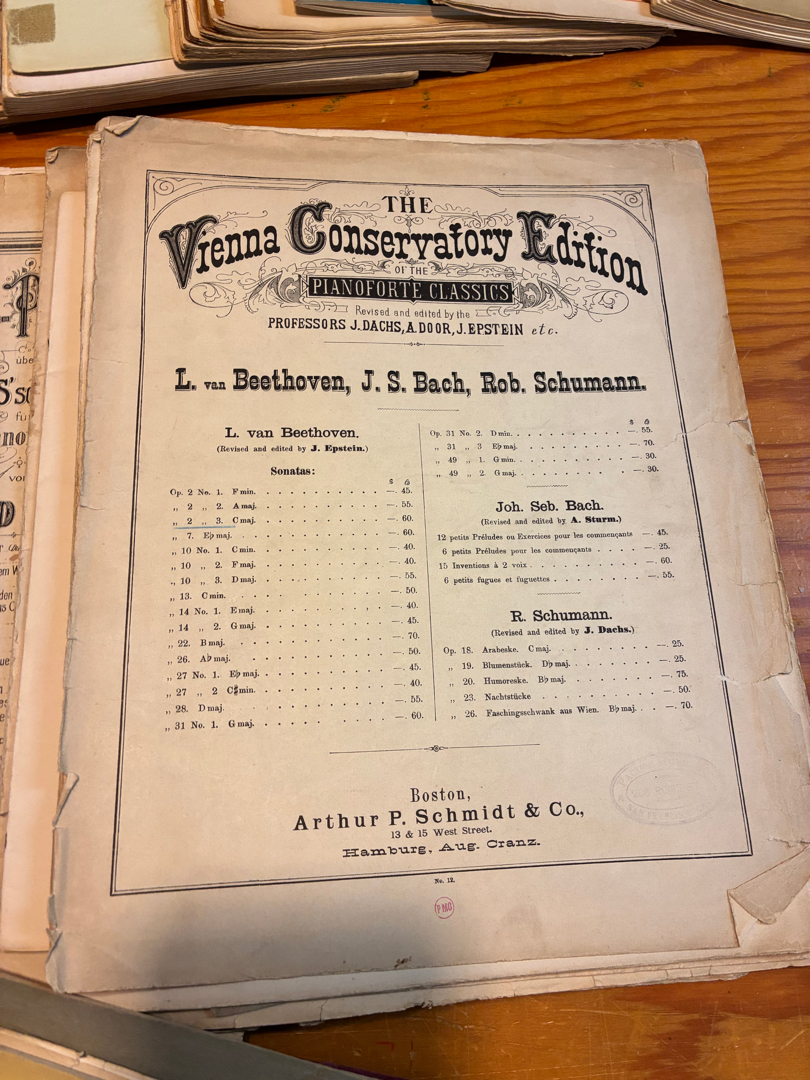 THE
Vienna Conservatory Edition
OF THE
PIANOFORTE CLASSICS
Revised and edited by the
PROFESSORS J. DACHS, A. DOOR, J. EPSTEIN etc.
L. van Beethoven, J. S. Bach, Rob. Schumann.
L. van Beethoven.
(Revised and edited by J. Epstein.)
Sonatas:
$ ¢
Op. 2 No. 1. F min. . . . . . . . . . . —. 45.
„ 2 „ 2. A maj. . . . . . . . . . . —. 55.
„ 2 „ 3. C maj. . . . . . . . . . . —. 60.
„ 7. E♭ maj. . . . . . . . . . . —. 60.
„ 10 No. 1. C min. . . . . . . . . . . —. 40.
„ 10 „ 2. F maj. . . . . . . . . . . —. 40.
„ 10 „ 3. D maj. . . . . . . . . . . —. 55.
„ 13. C min. . . . . . . . . . . —. 50.
„ 14 No. 1. E maj. . . . . . . . . . . —. 40.
„ 14 „ 2. G maj. . . . . . . . . . . —. 45.
„ 22. B maj. . . . . . . . . . . —. 70.
„ 26. A♭ maj. . . . . . . . . . . —. 50.
„ 27 No. 1. E♭ maj. . . . . . . . . . . —. 45.
„ 27 „ 2 C♯ min. . . . . . . . . . . —. 40.
„ 28. D maj. . . . . . . . . . . —. 55.
„ 31 No. 1. G maj. . . . . . . . . . . —. 60.
$ ¢
Op. 31 No. 2. D min. . . . . . . . . . —. 55.
„ 31 „ 3 E♭ maj. . . . . . . . . . —. 70.
„ 49 „ 1. G min. . . . . . . . . . —. 30.
„ 49 „ 2. G maj. . . . . . . . . . —. 30.
Joh. Seb. Bach.
(Revised and edited by A. Sturm.)
12 petits Préludes ou Exercices pour les commençants —. 45.
6 petits Préludes pour les commençants . . . —. 25.
15 Inventions à 2 voix . . . . . . . . . —. 60.
6 petits fugues et fuguettes . . . . . . . —. 55.
R. Schumann.
(Revised and edited by J. Dachs.)
Op. 18. Arabeske. C maj. . . . . . . . —. 25.
„ 19. Blumenstück. D♭ maj. . . . . . . —. 25.
„ 20. Humoreske. B♭ maj. . . . . . . —. 75.
„ 23. Nachtstücke . . . . . . . . —. 50.
„ 26. Faschingsschwank aus Wien. B♭ maj. . . —. 70.
Boston,
Arthur P. Schmidt & Co.,
13 & 15 West Street.
Hamburg, Aug. Cranz.
No. 12.
PMO